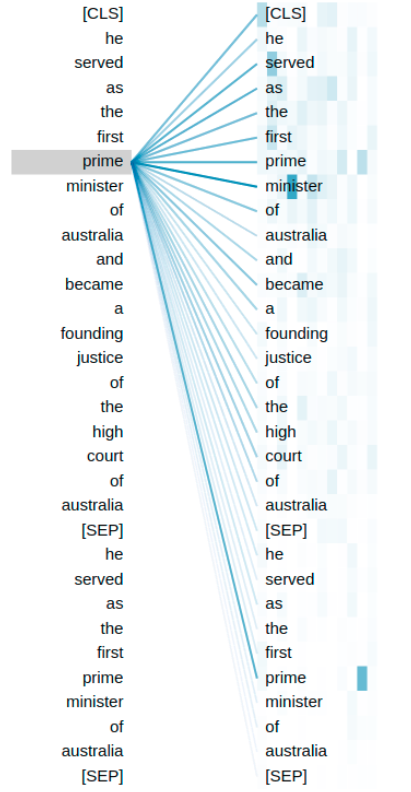 [CLS] [CLS]
he he
served served
as as
the the
first first
prime prime
minister minister
of of
australia australia
and and
became became
a a
founding founding
justice justice
of of
the the
high high
court court
of of
australia australia
[SEP] [SEP]
he he
served served
as as
the the
first first
prime prime
minister minister
of of
australia australia
[SEP] [SEP]